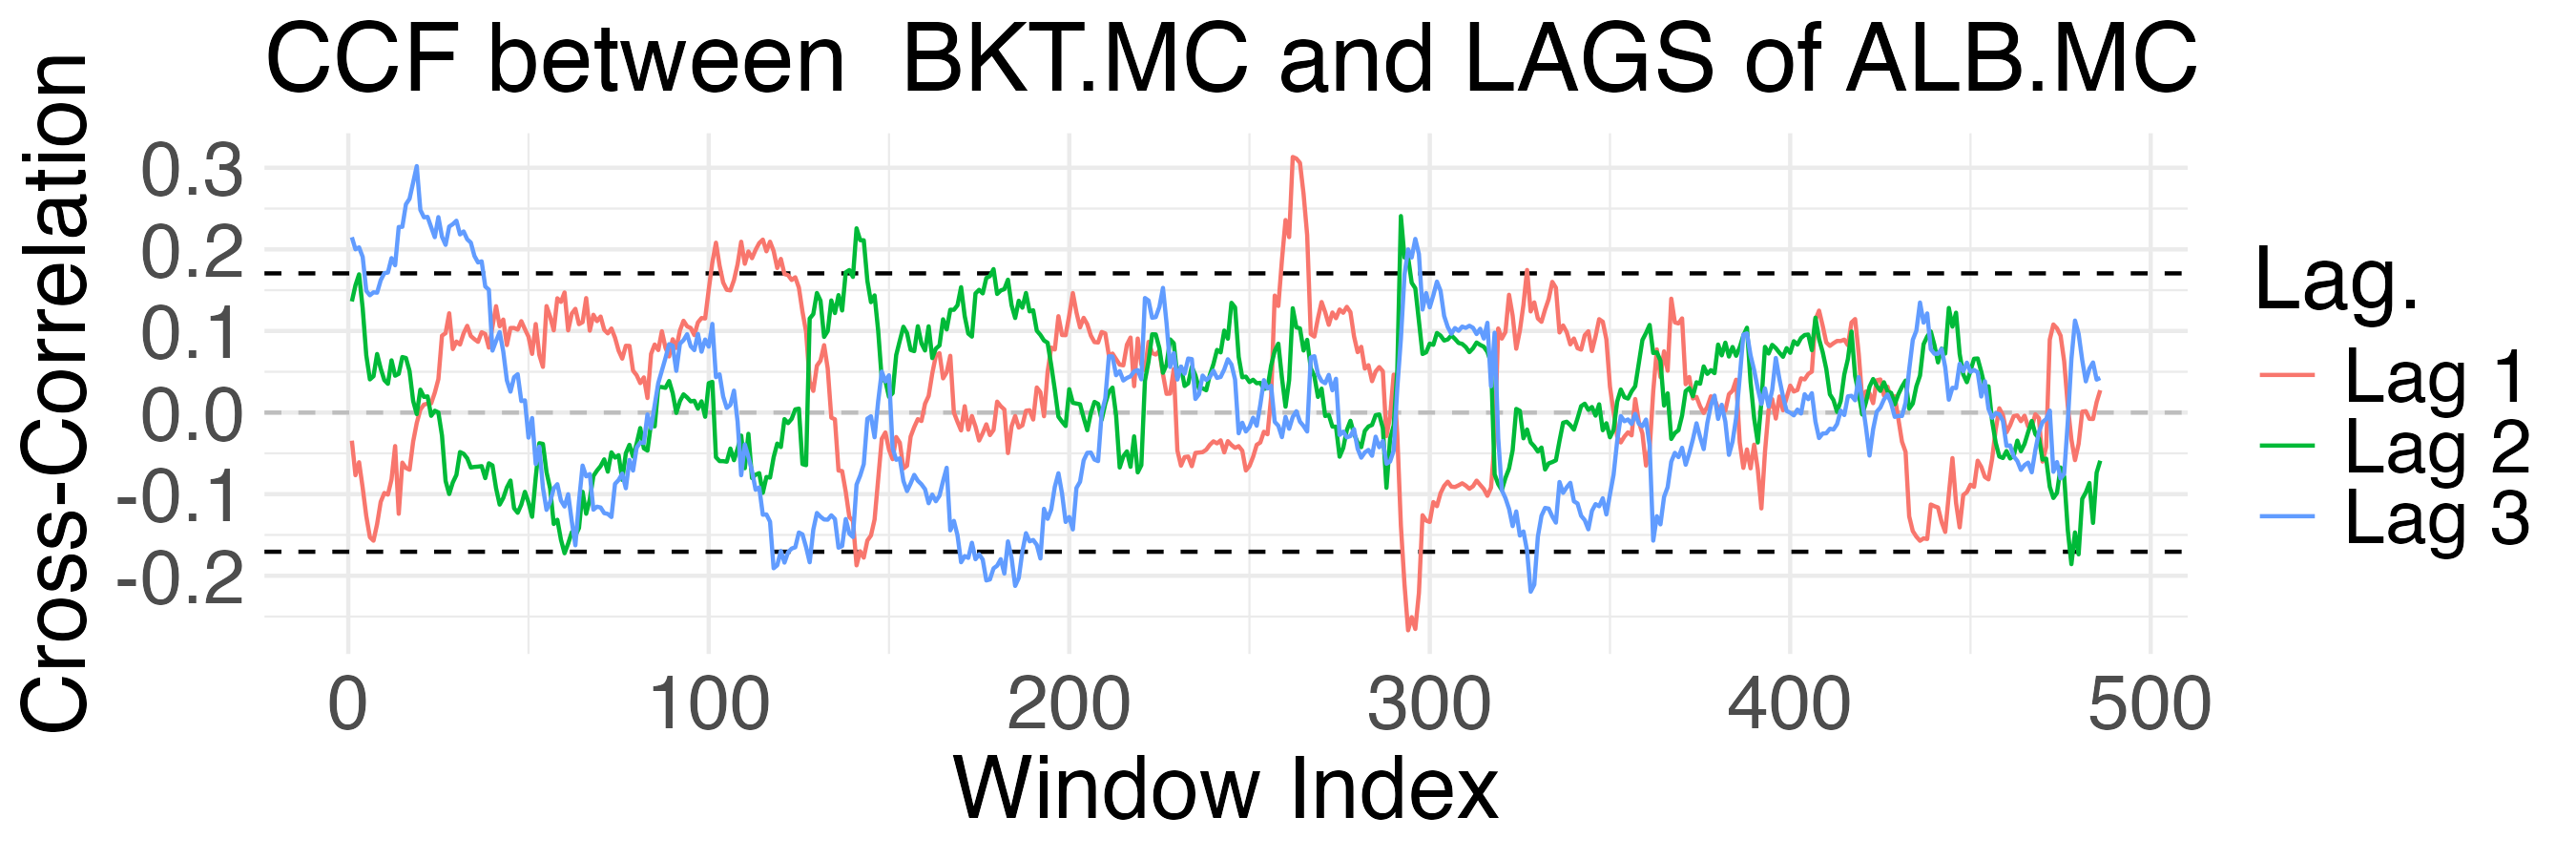 CCF between  BKT.MC and LAGS of ALB.MC
Cross-Correlation
0.3
0.2
0.1
0.0
-0.1
-0.2
0 100 200 300 400 500
Window Index
Lag.
Lag 1
Lag 2
Lag 3